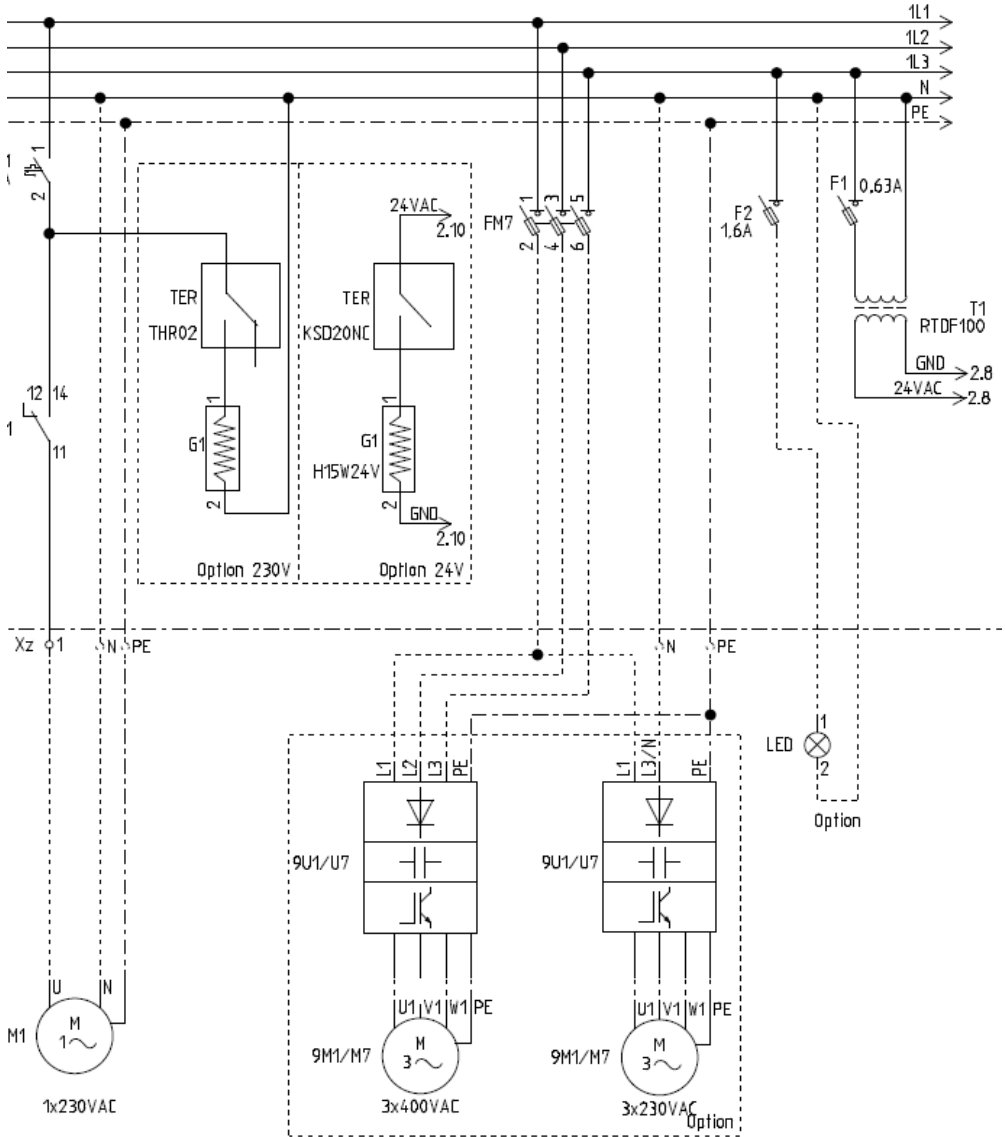 1L1
1L2
1L3
N
PE
1
2
24VAC
2.10
TER
THR02
TER
KSD20NC
FM7
1 3 5
2 4 6
F2
1,6A
F1 0,63A
T1
RTDF100
GND 2.8
24VAC 2.8
12 14
1
11
1
G1
2
1
G1
H15W24V
2
GND
2.10
Option 230V
Option 24V
Xz 1 N PE
N PE
L1 L2 L3 PE
L1 L3/N PE
LED
1
2
Option
9U1/U7
9U1/U7
U N
M1
M
1
U1 V1 W1 PE
9M1/M7
M
3
U1 V1 W1 PE
9M1/M7
M
3
1x230VAC
3x400VAC
3x230VAC
Option